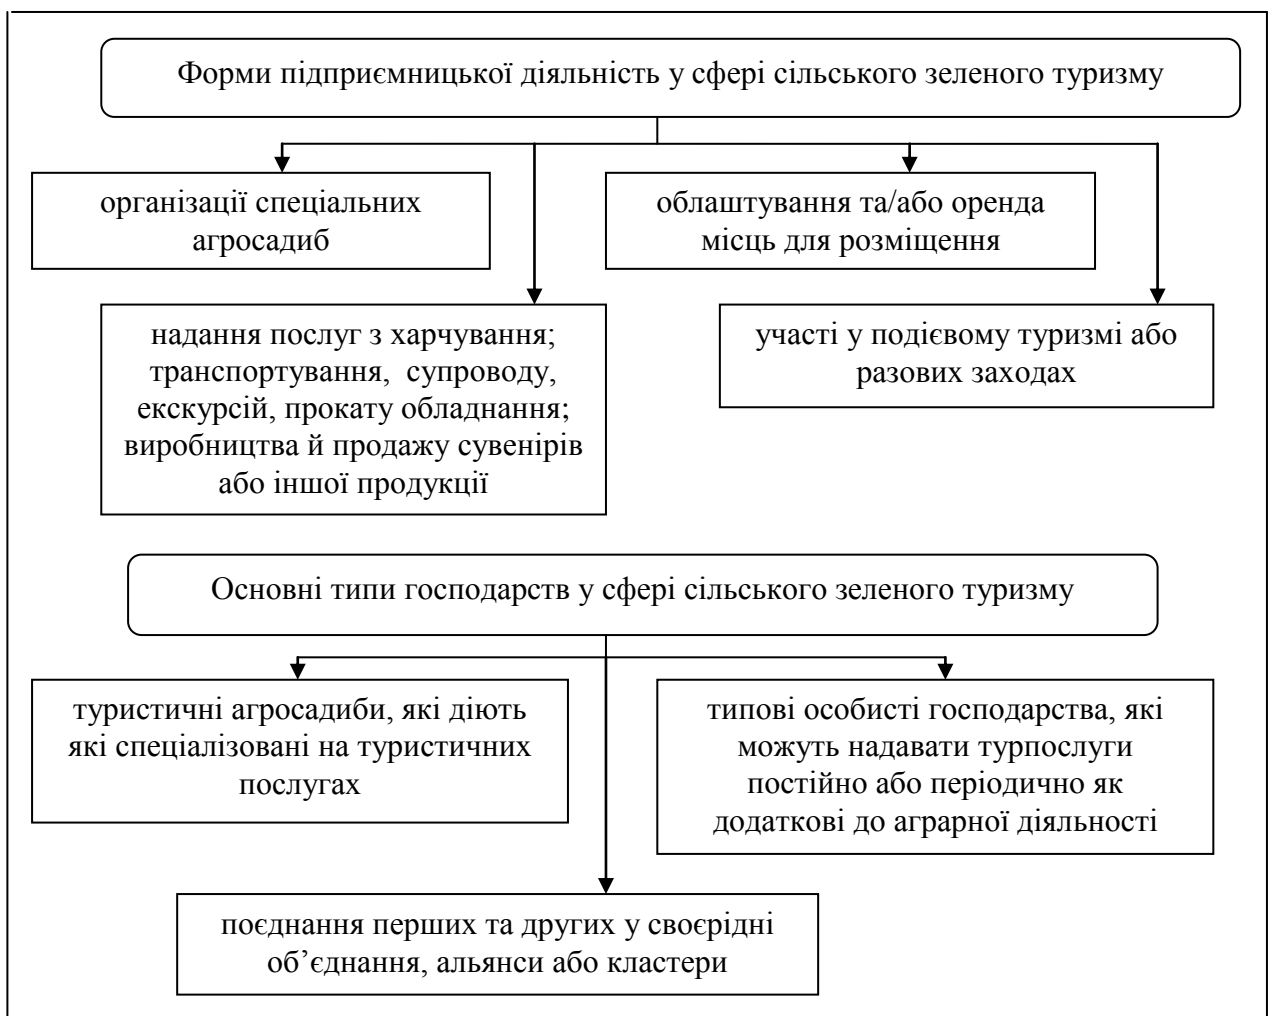 Форми підприємницької діяльність у сфері сільського зеленого туризму
організації спеціальних
агросадиб
облаштування та/або оренда
місць для розміщення
надання послуг з харчування;
транспортування, супроводу,
екскурсій, прокату обладнання;
виробництва й продажу сувенірів
або іншої продукції
участі у подієвому туризмі або
разових заходах
Основні типи господарств у сфері сільського зеленого туризму
туристичні агросадиби, які діють
які спеціалізовані на туристичних
послугах
типові особисті господарства, які
можуть надавати турпослуги
постійно або періодично як
додаткові до аграрної діяльності
поєднання перших та других у своєрідні
об’єднання, альянси або кластери